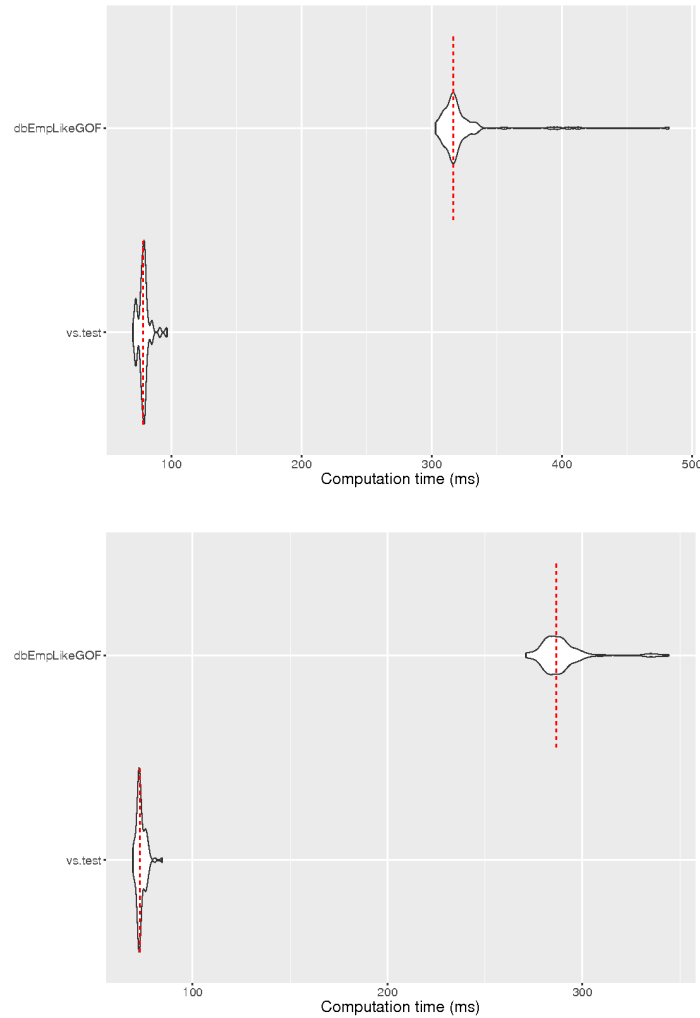 dbEmpLikeGOF
vs.test
100 200 300 400 500
Computation time (ms)
dbEmpLikeGOF
vs.test
100 200 300
Computation time (ms)